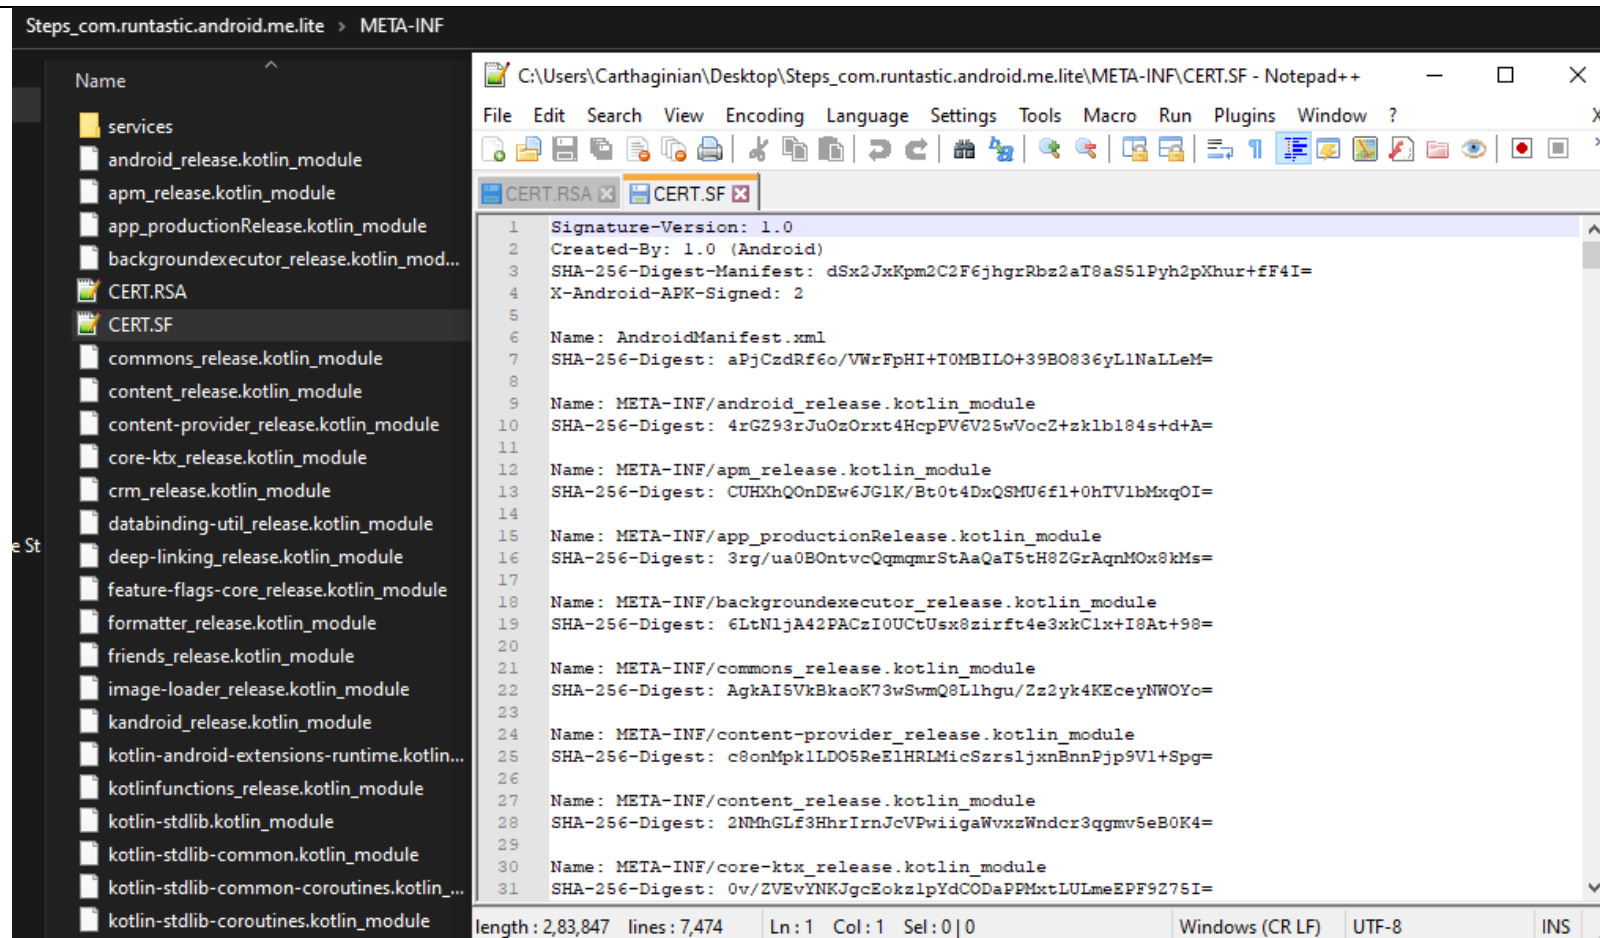 Steps_com.runtastic.android.me.lite > META-INF
Name
services
android_release.kotlin_module
apm_release.kotlin_module
app_productionRelease.kotlin_module
backgroundexecutor_release.kotlin_mod...
CERT.RSA
CERT.SF
commons_release.kotlin_module
content_release.kotlin_module
content-provider_release.kotlin_module
core-ktx_release.kotlin_module
crm_release.kotlin_module
databinding-util_release.kotlin_module
e St
deep-linking_release.kotlin_module
feature-flags-core_release.kotlin_module
formatter_release.kotlin_module
friends_release.kotlin_module
image-loader_release.kotlin_module
kandroid_release.kotlin_module
kotlin-android-extensions-runtime.kotlin...
kotlinfunctions_release.kotlin_module
kotlin-stdlib.kotlin_module
kotlin-stdlib-common.kotlin_module
kotlin-stdlib-common-coroutines.kotlin_...
kotlin-stdlib-coroutines.kotlin_module
C:\Users\Carthaginian\Desktop\Steps_com.runtastic.android.me.lite\META-INF\CERT.SF - Notepad++
File Edit Search View Encoding Language Settings Tools Macro Run Plugins Window ? X
CERT.RSA CERT.SF
1 Signature-Version: 1.0
2 Created-By: 1.0 (Android)
3 SHA-256-Digest-Manifest: dSx2JxKpm2C2F6jhgrRbz2aT8aS51Pyh2pXhur+fF4I=
4 X-Android-APK-Signed: 2
5
6 Name: AndroidManifest.xml
7 SHA-256-Digest: aPjCzdRf6o/VWrFpHI+T0MBILO+39BO836yL1NaLLeM=
8
9 Name: META-INF/android_release.kotlin_module
10 SHA-256-Digest: 4rGZ93rJuOzOrxt4HcpPV6V25wVocZ+zklb184s+d+A=
11
12 Name: META-INF/apm_release.kotlin_module
13 SHA-256-Digest: CUHXhQOnDEw6JG1K/Bt0t4DxQSMU6fl+0hTVlbMxqOI=
14
15 Name: META-INF/app_productionRelease.kotlin_module
16 SHA-256-Digest: 3rg/ua0BOntvcQqmqmrStAaQaT5tH8ZGrAqnMOx8kMs=
17
18 Name: META-INF/backgroundexecutor_release.kotlin_module
19 SHA-256-Digest: 6LtNljA42PACzI0UCtUsx8zirft4e3xkClx+I8At+98=
20
21 Name: META-INF/commons_release.kotlin_module
22 SHA-256-Digest: AgkAI5VkBkaoK73wSwmQ8L1hgu/Zz2yk4KEceyNWOYo=
23
24 Name: META-INF/content-provider_release.kotlin_module
25 SHA-256-Digest: c8onMpk1LDO5ReElHRLMicSzrsljxnBnnPjp9Vl+Spg=
26
27 Name: META-INF/content_release.kotlin_module
28 SHA-256-Digest: 2NMhGLf3HhrIrnJcVPwiigaWvxzWndcr3qgmv5eB0K4=
29
30 Name: META-INF/core-ktx_release.kotlin_module
31 SHA-256-Digest: 0v/ZVEvYNKJgcEokz1pYdCODaPPMxtLULmeEPF9Z75I=
length : 2,83,847 lines : 7,474 Ln : 1 Col : 1 Sel : 0 | 0 Windows (CR LF) UTF-8 INS